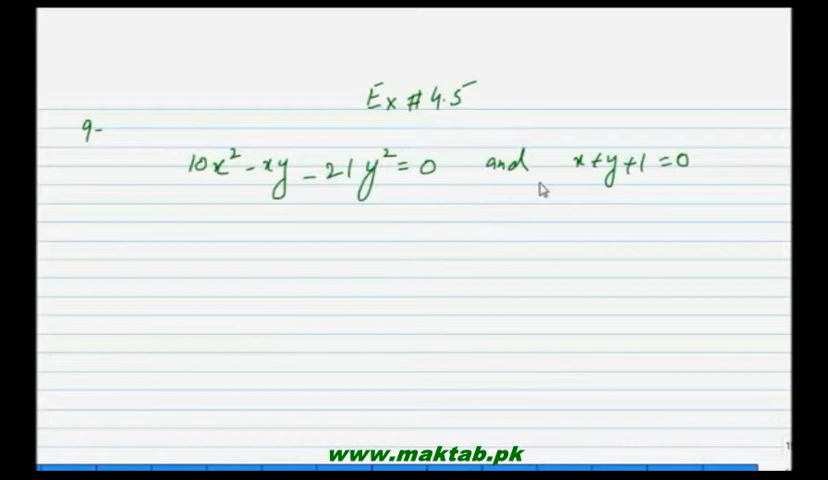 Ex # 4.5
9-
10x² - xy - 21y² = 0 and x + y + 1 = 0
www.maktab.pk